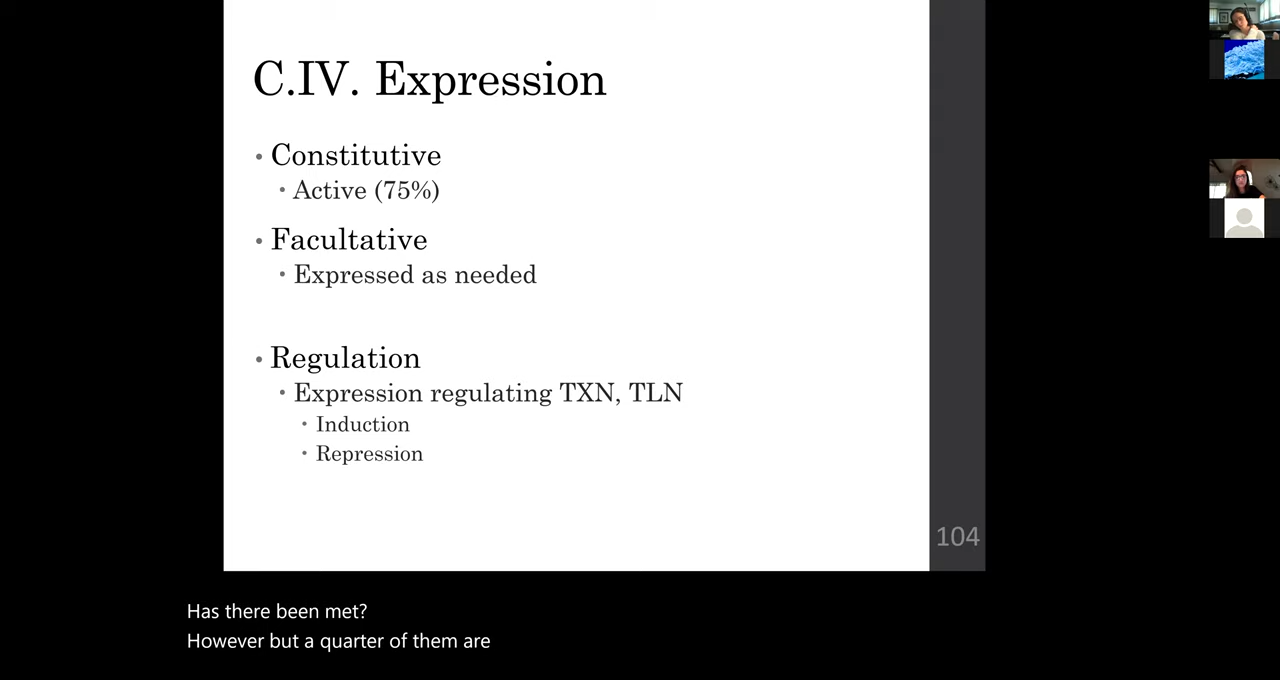 C.IV. Expression
• Constitutive
• Active (75%)
• Facultative
• Expressed as needed
• Regulation
• Expression regulating TXN, TLN
• Induction
• Repression
104
Has there been met?
However but a quarter of them are